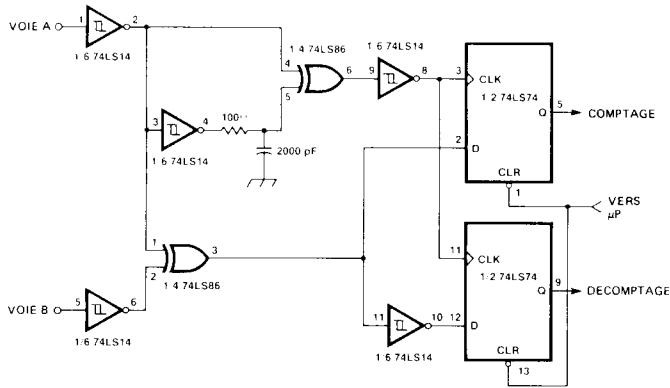 VOIE A
1
2
1 6 74LS14
1 4 74LS86
4
5
6
1 6 74LS14
9
8
3
CLK
1 2 74LS74
Q
5
COMPTAGE
3
4
100
1 6 74LS14
2000 pF
2
D
CLR
1
VERS
µP
1
2
3
1 4 74LS86
11
CLK
1/2 74LS74
Q
9
DECOMPTAGE
VOIE B
5
6
1/6 74LS14
11
10
12
D
1 6 74LS14
CLR
13